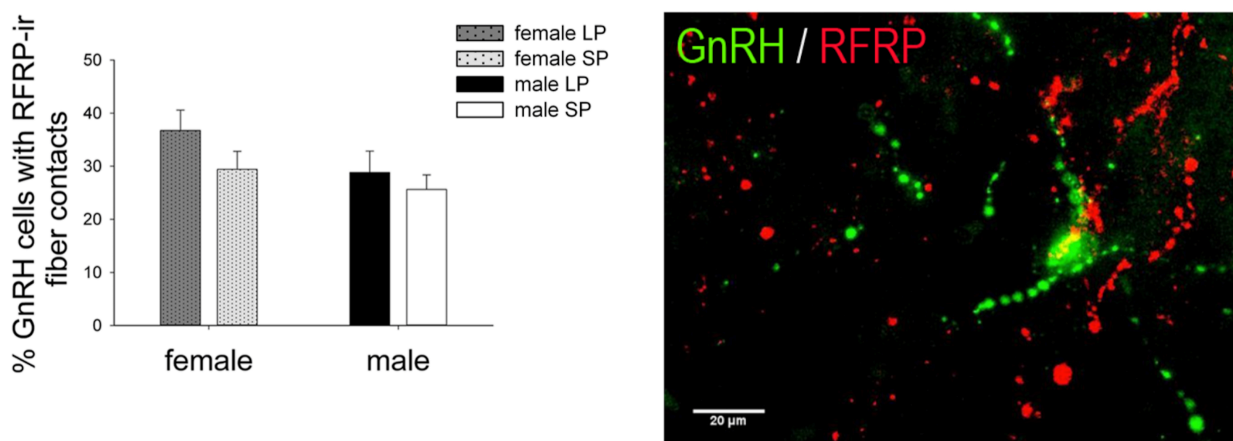 % GnRH cells with RFRP-ir
fiber contacts
female LP
female SP
male LP
male SP
50
40
30
20
10
0
female
male
GnRH / RFRP
20 µm